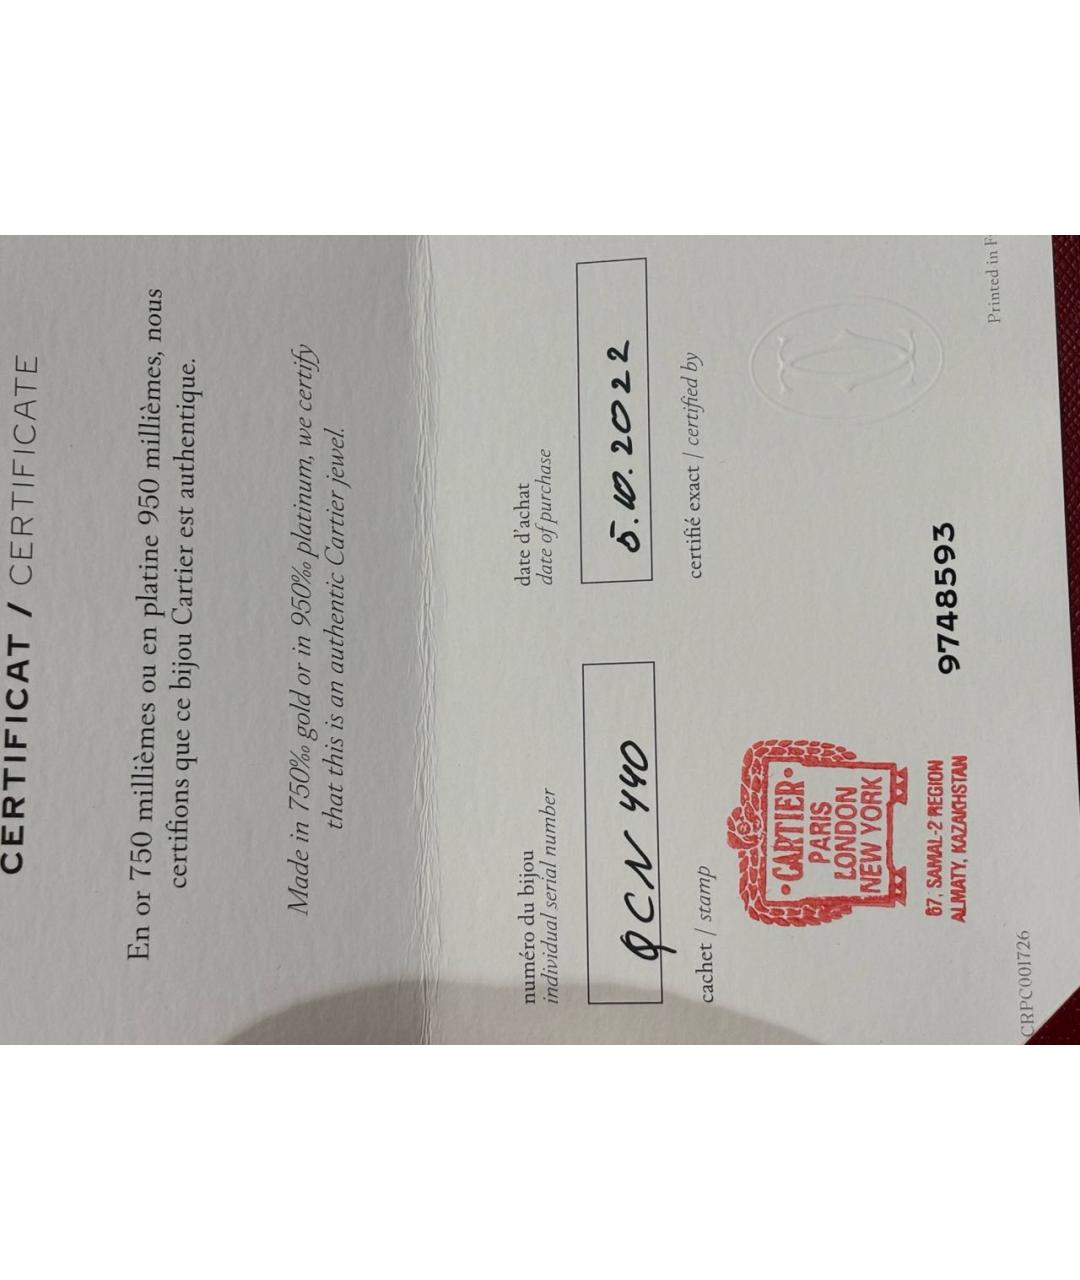 CERTIFICAT / CERTIFICATE
En or 750 millièmes ou en platine 950 millièmes, nous
certifions que ce bijou Cartier est authentique.
Made in 750‰ gold or in 950‰ platinum, we certify
that this is an authentic Cartier jewel.
numéro du bijou
individual serial number
QCN 440
date d'achat
date of purchase
5.10.2022
cachet / stamp
certifié exact / certified by
CARTIER
PARIS
LONDON
NEW YORK
67, SAMAL-2 REGION
ALMATY, KAZAKHSTAN
9748593
CRPC001726
Printed in F